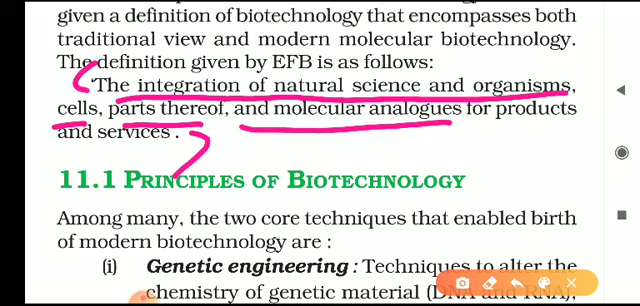 given a definition of biotechnology that encompasses both
traditional view and modern molecular biotechnology.
The definition given by EFB is as follows:
'The integration of natural science and organisms,
cells, parts thereof, and molecular analogues for products
and services'.
11.1 PRINCIPLES OF BIOTECHNOLOGY
Among many, the two core techniques that enabled birth
of modern biotechnology are :
(i) Genetic engineering : Techniques to alter the
chemistry of genetic material (DNA and RNA),